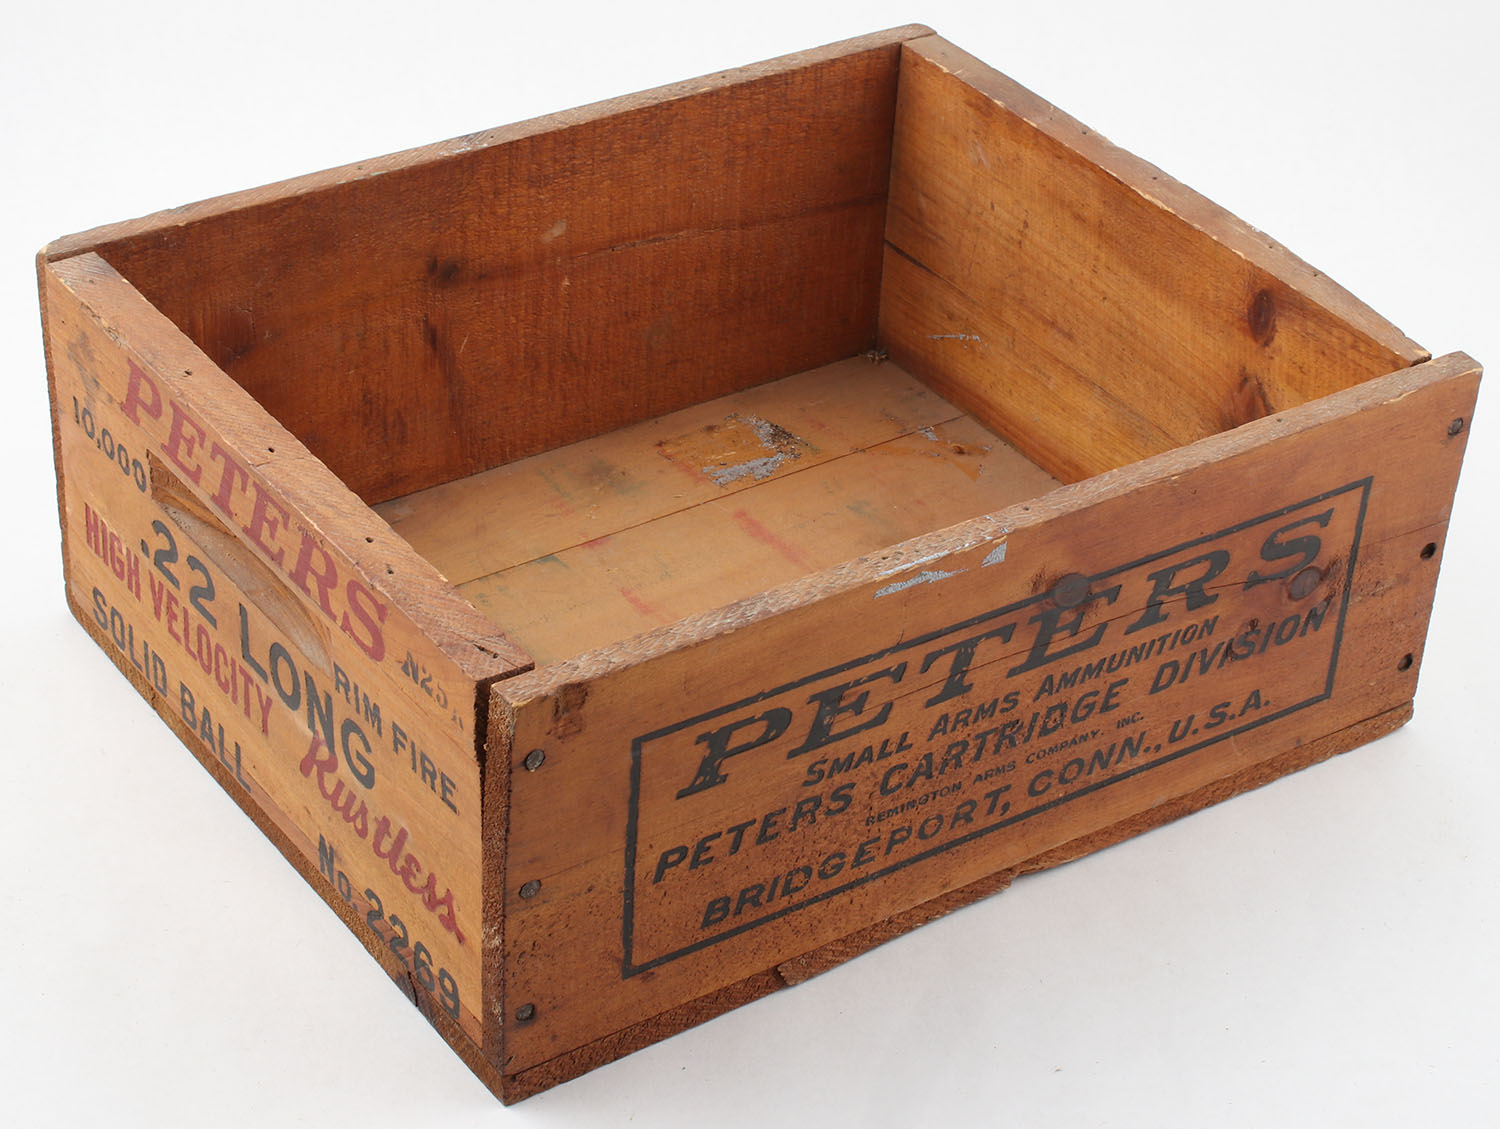 PETERS
10,000
.22 LONG RIM FIRE
HIGH VELOCITY Rustless
SOLID BALL No. 2269
PETERS
SMALL ARMS AMMUNITION
PETERS CARTRIDGE DIVISION
REMINGTON ARMS COMPANY, INC.
BRIDGEPORT, CONN., U.S.A.